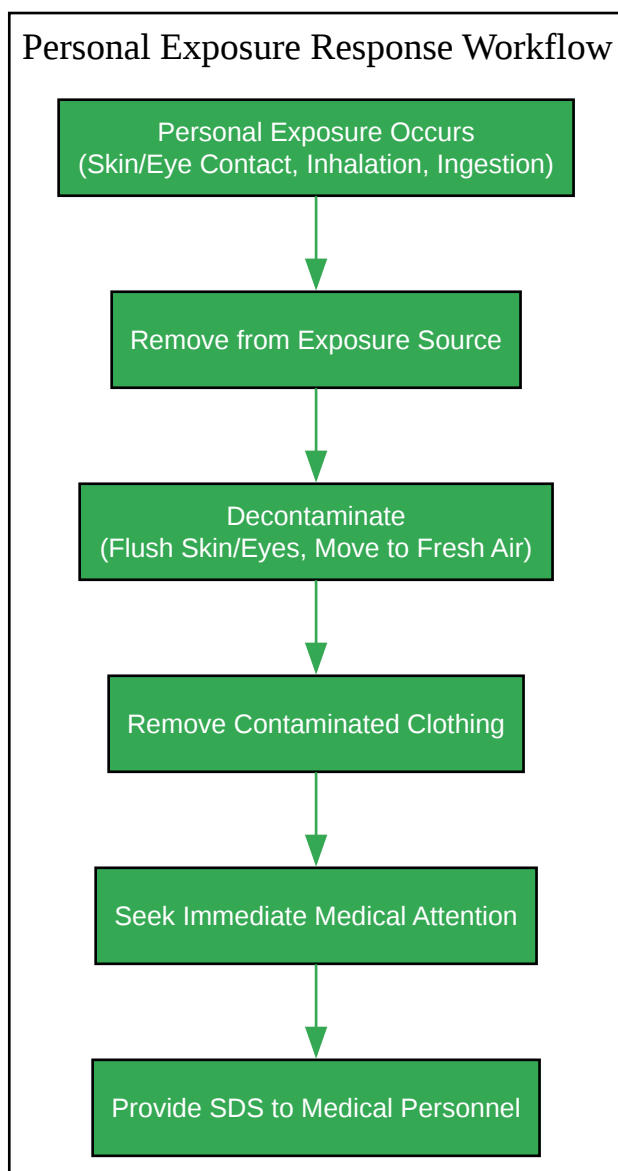 Personal Exposure Response Workflow
Personal Exposure Occurs
(Skin/Eye Contact, Inhalation, Ingestion)
Remove from Exposure Source
Decontaminate
(Flush Skin/Eyes, Move to Fresh Air)
Remove Contaminated Clothing
Seek Immediate Medical Attention
Provide SDS to Medical Personnel